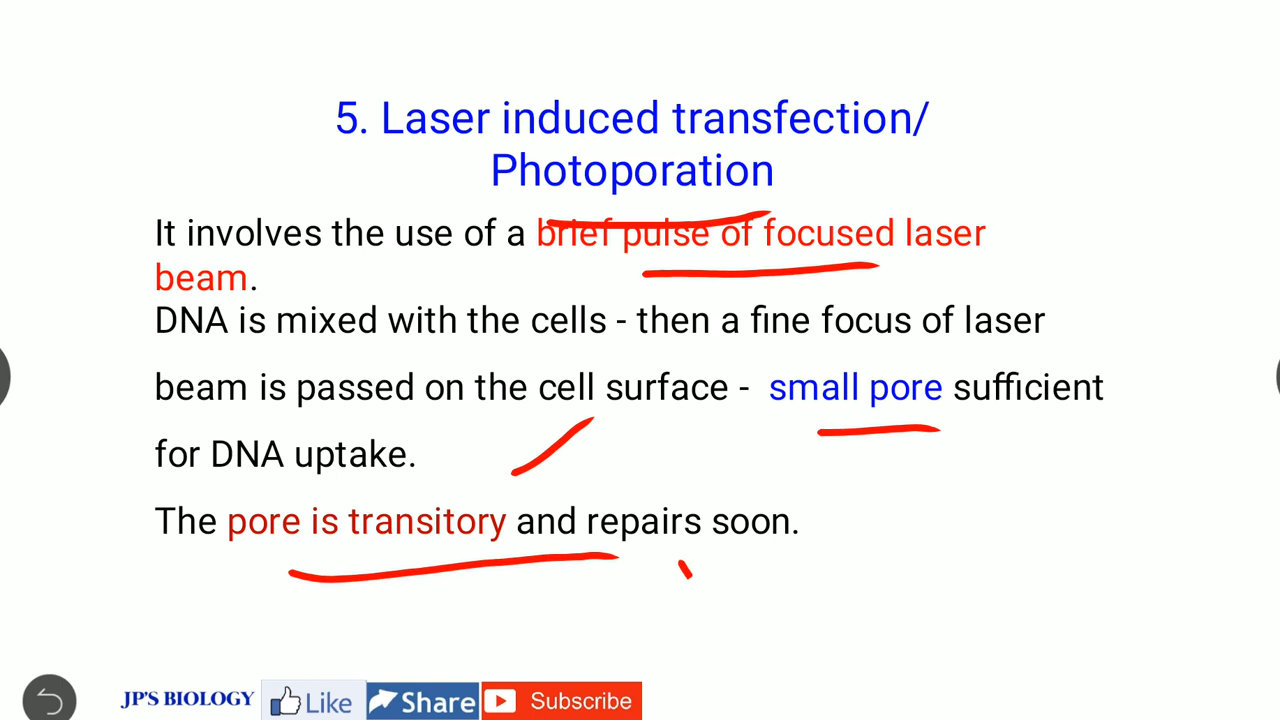 5. Laser induced transfection/
Photoporation
It involves the use of a brief pulse of focused laser
beam.
DNA is mixed with the cells - then a fine focus of laser
beam is passed on the cell surface - small pore sufficient
for DNA uptake.
The pore is transitory and repairs soon.
JP'S BIOLOGY Like Share Subscribe